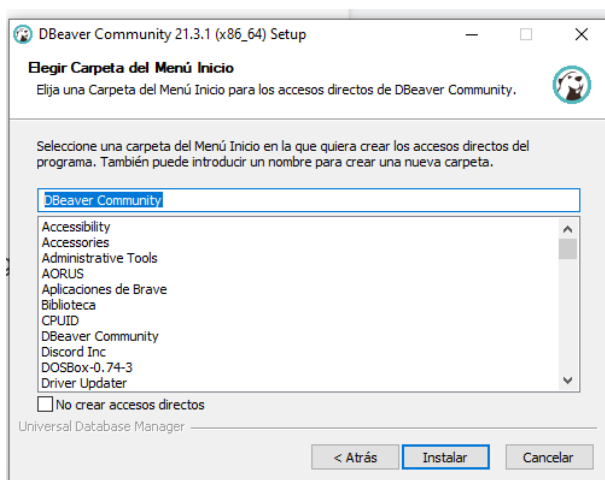 DBeaver Community 21.3.1 (x86_64) Setup
Elegir Carpeta del Menú Inicio
Elija una Carpeta del Menú Inicio para los accesos directos de DBeaver Community.
Seleccione una carpeta del Menú Inicio en la que quiera crear los accesos directos del
programa. También puede introducir un nombre para crear una nueva carpeta.
DBeaver Community
Accessibility
Accessories
Administrative Tools
AORUS
Aplicaciones de Brave
Biblioteca
CPUID
DBeaver Community
Discord Inc
DOSBox-0.74-3
Driver Updater
No crear accesos directos
Universal Database Manager
< Atrás
Instalar
Cancelar